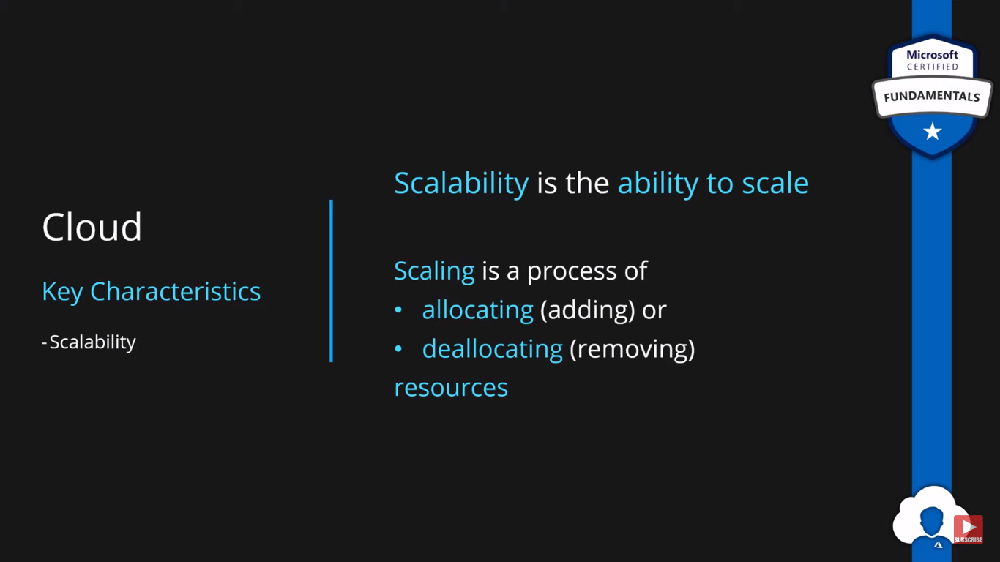 Microsoft
CERTIFIED
FUNDAMENTALS
Cloud
Key Characteristics
- Scalability
Scalability is the ability to scale
Scaling is a process of
• allocating (adding) or
• deallocating (removing)
resources
SUBSCRIBE